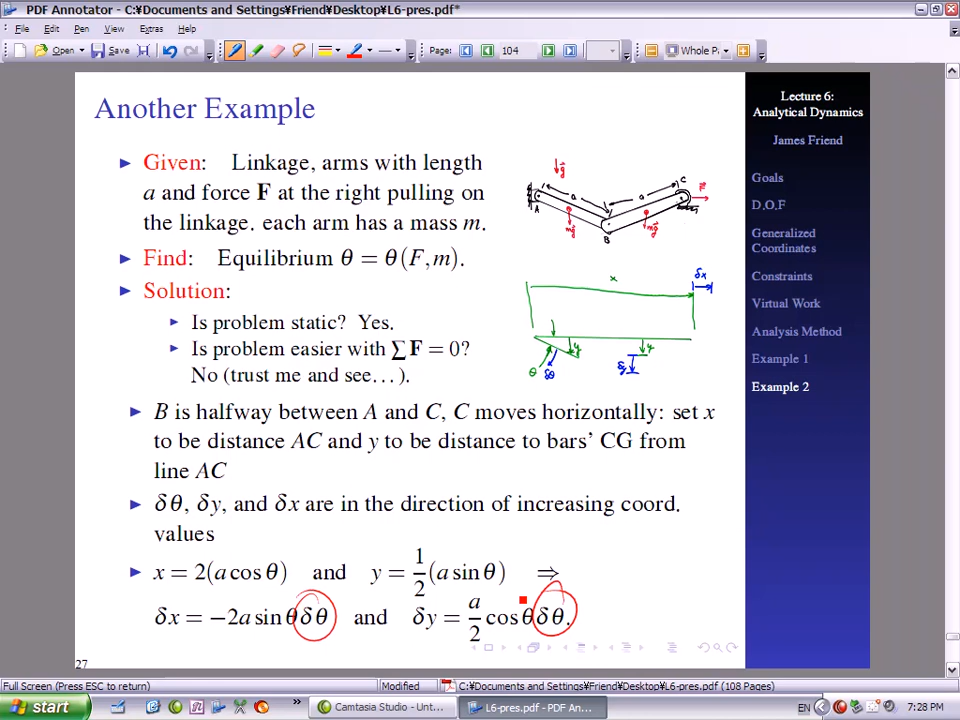 PDF Annotator - C:\Documents and Settings\Friend\Desktop\L6-pres.pdf*
File Edit Pen View Extras Help
Open Save Page: 104 Whole P
Another Example
Given: Linkage, arms with length
a and force F at the right pulling on
the linkage. each arm has a mass m.
Find: Equilibrium θ = θ(F,m).
Solution:
Is problem static? Yes.
Is problem easier with ∑F = 0?
No (trust me and see…).
B is halfway between A and C, C moves horizontally: set x
to be distance AC and y to be distance to bars' CG from
line AC
δθ, δy, and δx are in the direction of increasing coord.
values
x = 2(a cos θ) and y = 1/2 (a sin θ) ⇒
δx = −2a sin θ δθ and δy = a/2 cos θ δθ.
g
a
a
C
F
A
mg
mg
B
x
δx
y
y
θ
δθ
δy
Lecture 6:
Analytical Dynamics
James Friend
Goals
D.O.F
Generalized
Coordinates
Constraints
Virtual Work
Analysis Method
Example 1
Example 2
27
Full Screen (Press ESC to return) Modified C:\Documents and Settings\Friend\Desktop\L6-pres.pdf (108 Pages)
start Camtasia Studio - Unt... L6-pres.pdf - PDF An... EN 7:28 PM